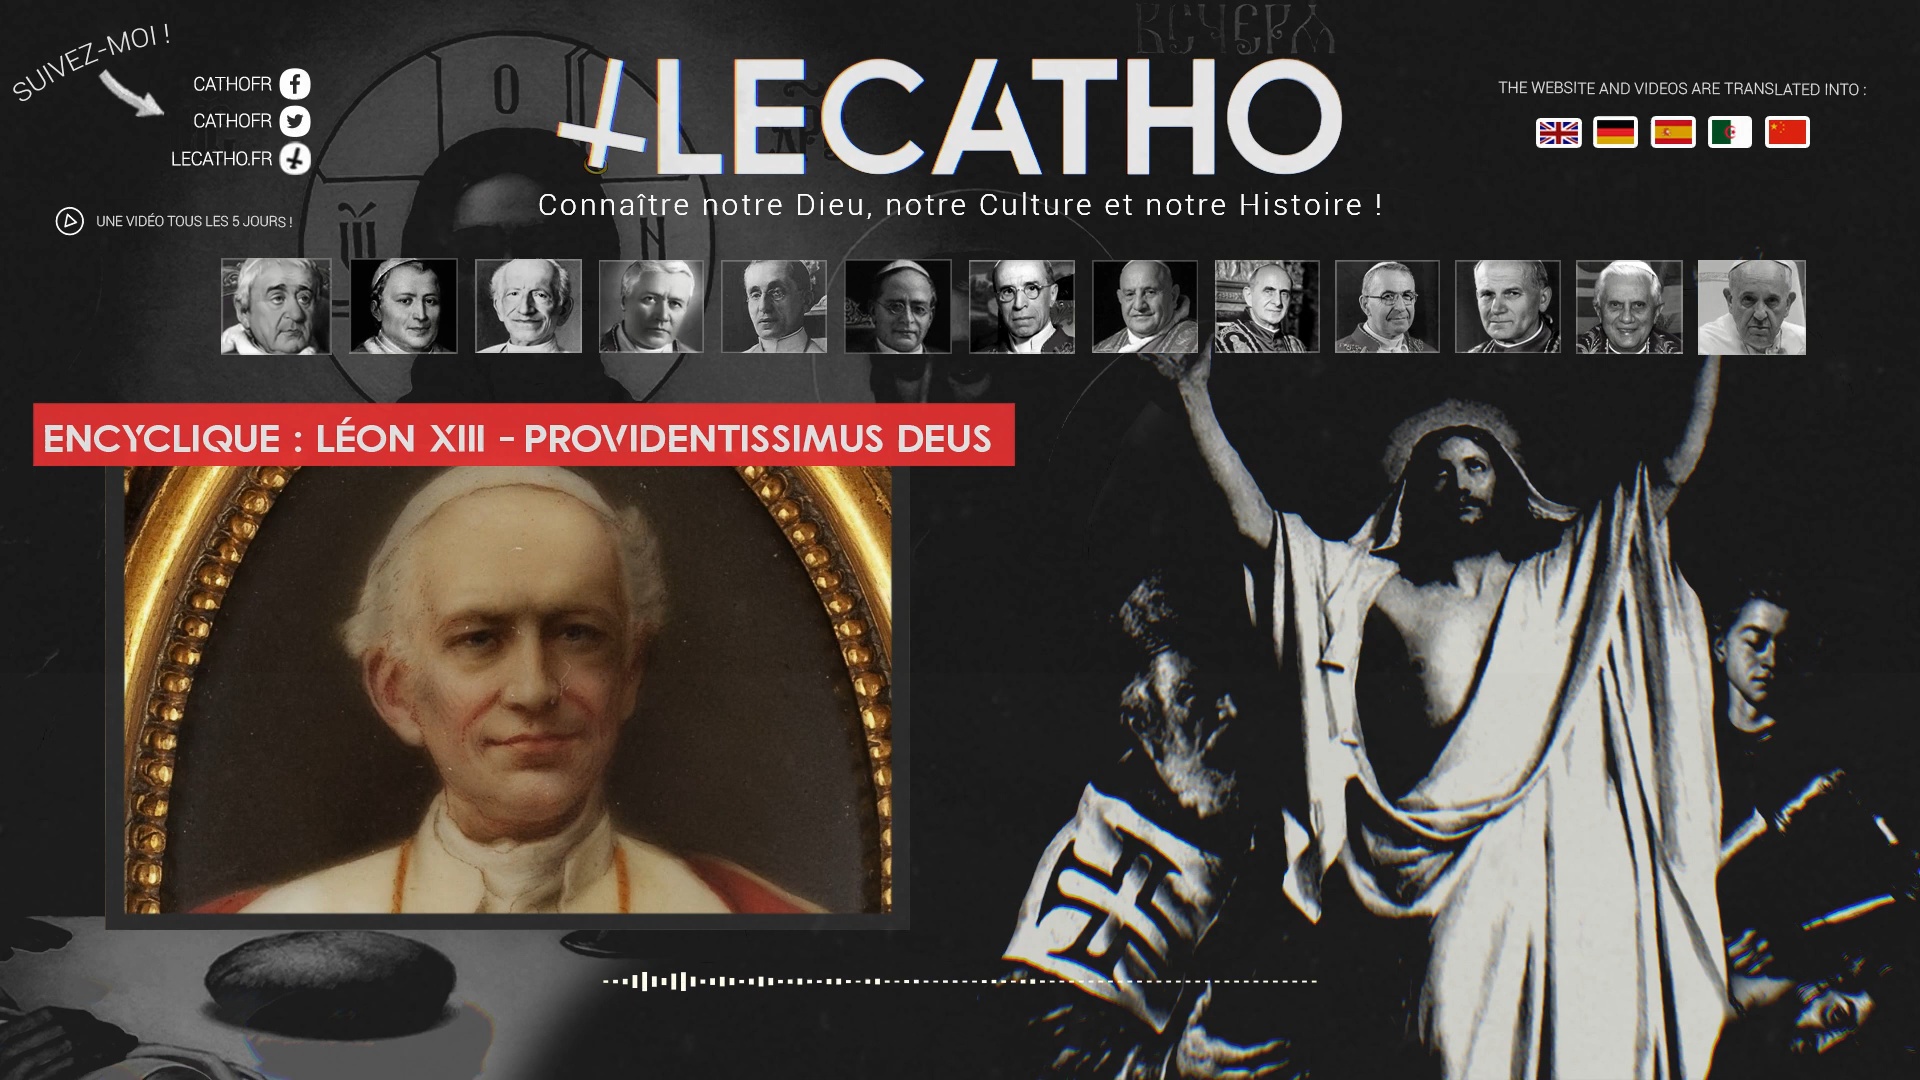 SUIVEZ-MOI !
CATHOFR
CATHOFR
LECATHO.FR
UNE VIDÉO TOUS LES 5 JOURS !
LECATHO
Connaître notre Dieu, notre Culture et notre Histoire !
THE WEBSITE AND VIDEOS ARE TRANSLATED INTO :
ENCYCLIQUE : LÉON XIII - PROVIDENTISSIMUS DEUS